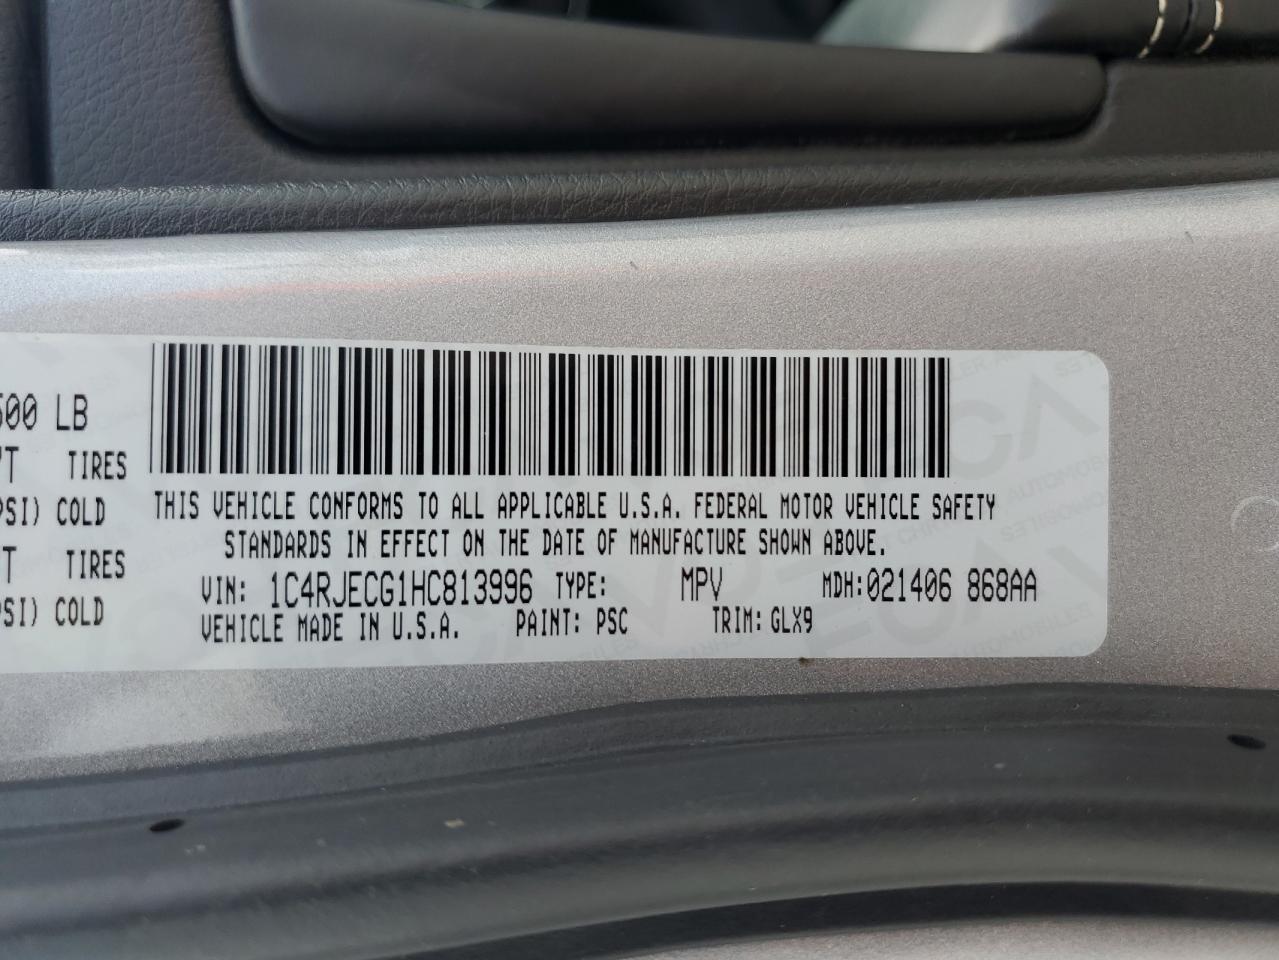 500 LB
TIRES
PSI) COLD
TIRES
PSI) COLD
THIS VEHICLE CONFORMS TO ALL APPLICABLE U.S.A. FEDERAL MOTOR VEHICLE SAFETY
STANDARDS IN EFFECT ON THE DATE OF MANUFACTURE SHOWN ABOVE.
VIN: 1C4RJECG1HC813996 TYPE: MPV MDH:021406 868AA
VEHICLE MADE IN U.S.A. PAINT: PSC TRIM: GLX9